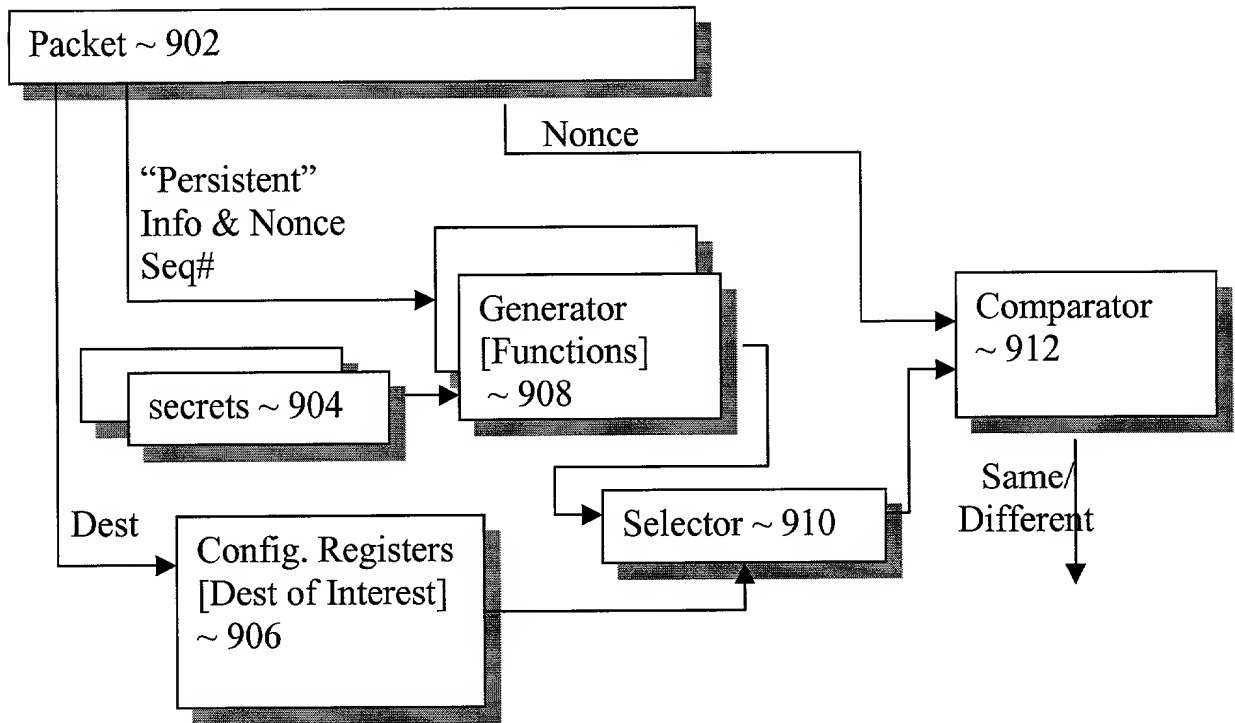 Packet ~ 902
Nonce
“Persistent”
Info & Nonce
Seq#
Generator
[Functions]
~ 908
Comparator
~ 912
secrets ~ 904
Same/
Different
Selector ~ 910
Dest
Config. Registers
[Dest of Interest]
~ 906